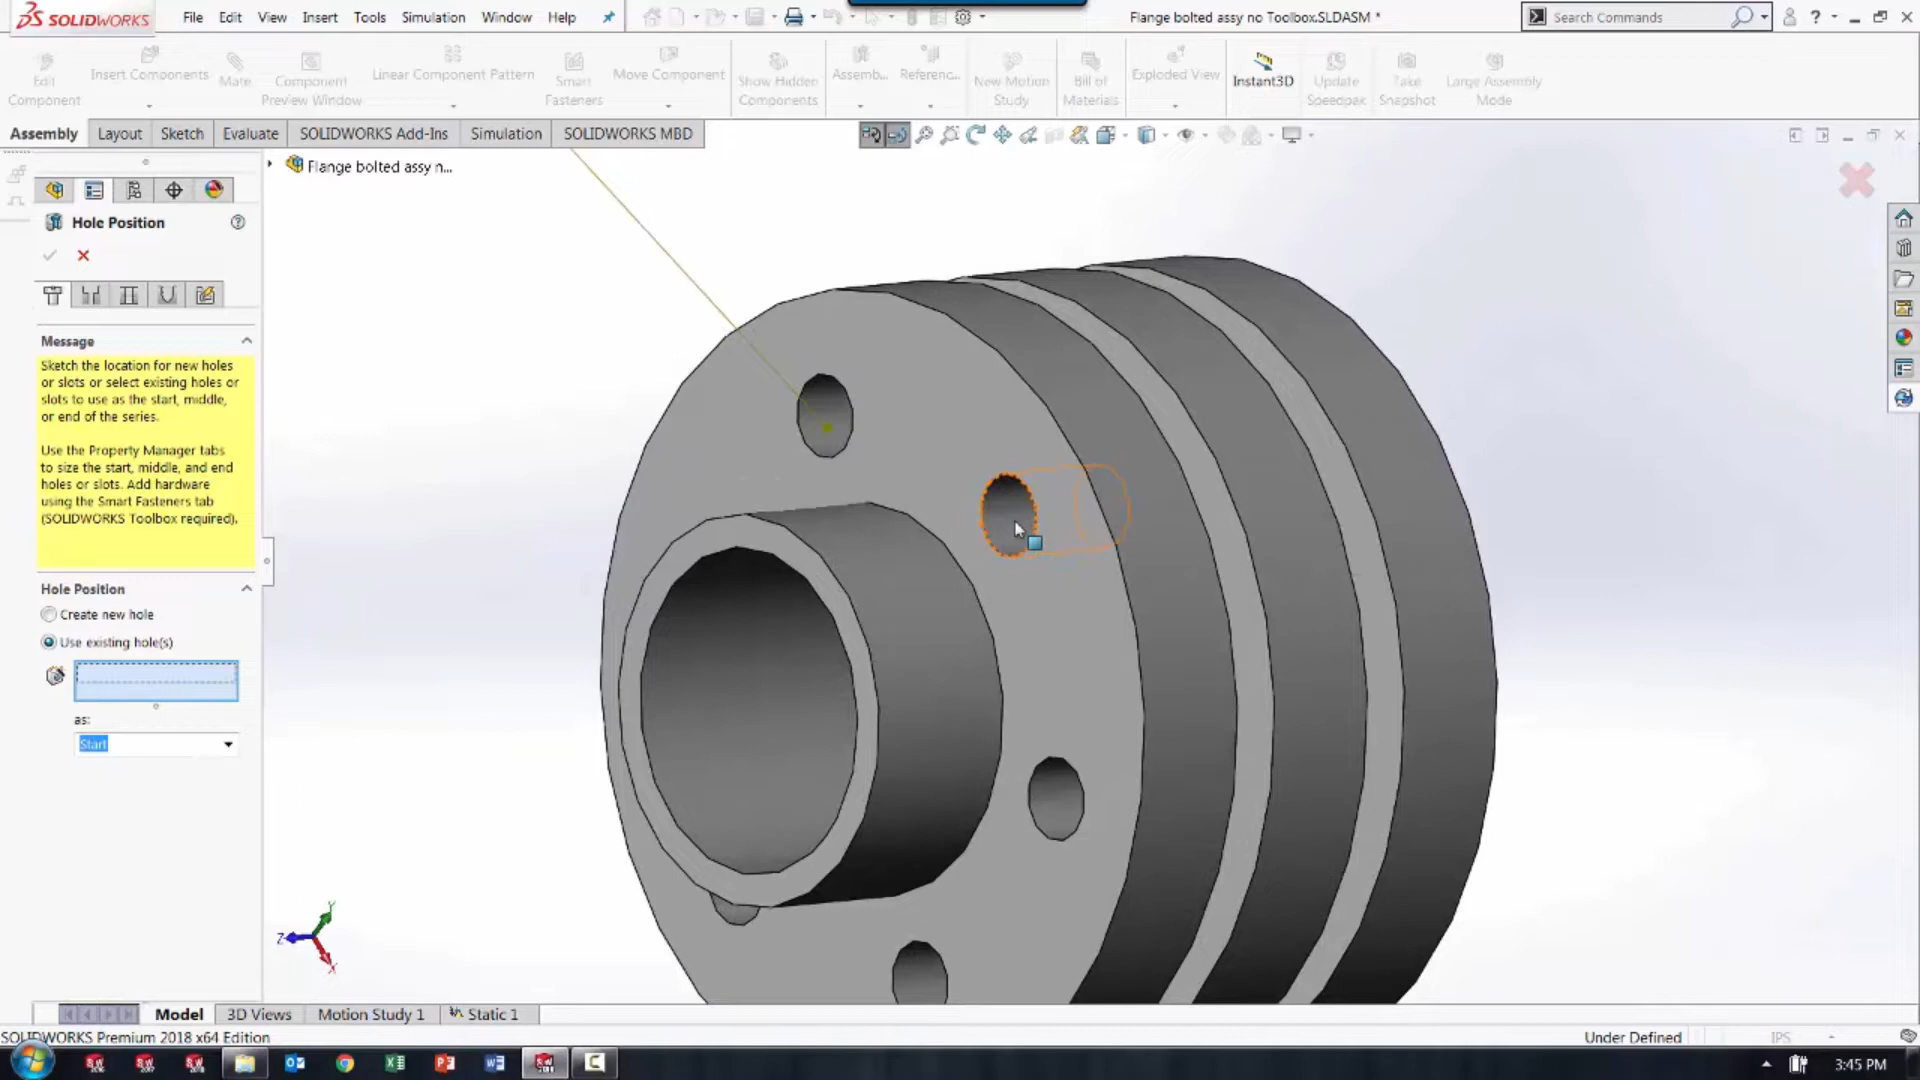 SOLIDWORKS File Edit View Insert Tools Simulation Window Help Flange bolted assy no Toolbox.SLDASM * Search Commands
Edit Component
Insert Components
Mate
Component Preview Window
Linear Component Pattern
Smart Fasteners
Move Component
Show Hidden Components
Assemb...
Referenc...
New Motion Study
Bill of Materials
Exploded View
Instant3D
Update Speedpak
Take Snapshot
Large Assembly Mode
Assembly Layout Sketch Evaluate SOLIDWORKS Add-Ins Simulation SOLIDWORKS MBD
Flange bolted assy n...
Hole Position
Message
Sketch the location for new holes
or slots or select existing holes or
slots to use as the start, middle,
or end of the series.
Use the Property Manager tabs
to size the start, middle, and end
holes or slots. Add hardware
using the Smart Fasteners tab
(SOLIDWORKS Toolbox required).
Hole Position
Create new hole
Use existing hole(s)
as:
Start
Y
Z
X
Model 3D Views Motion Study 1 Static 1
SOLIDWORKS Premium 2018 x64 Edition Under Defined IPS
3:45 PM